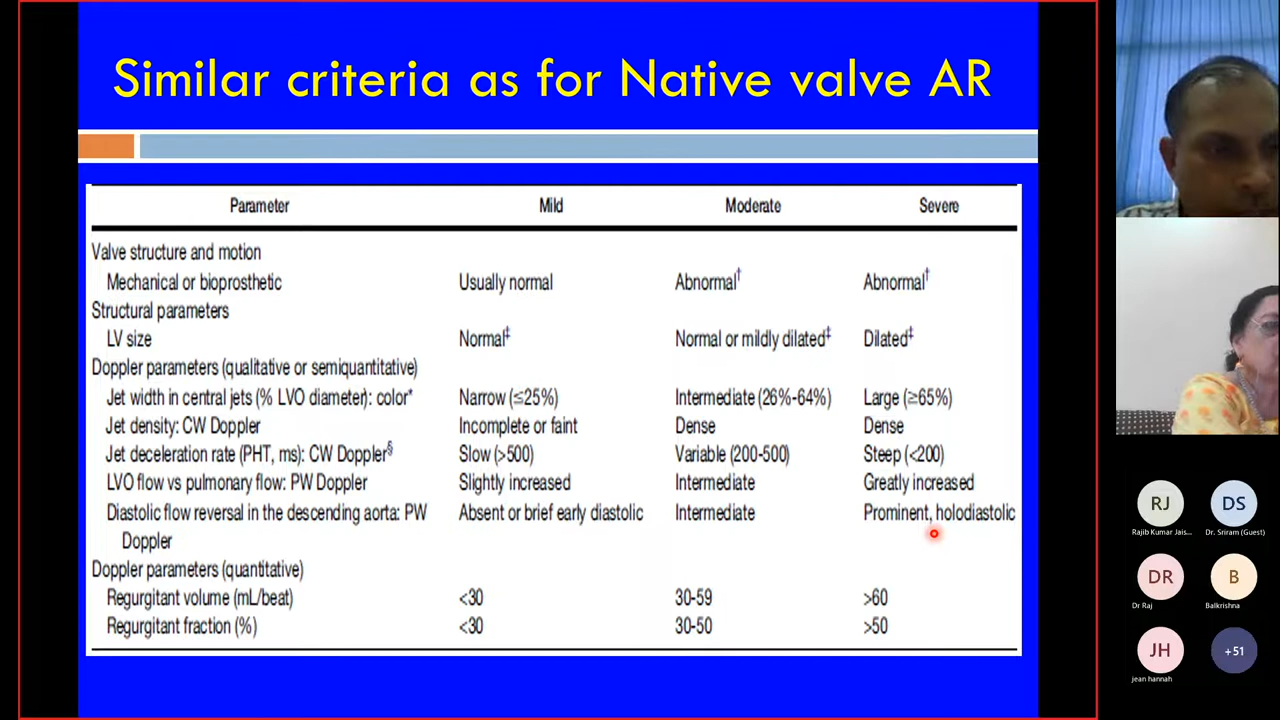 Similar criteria as for Native valve AR
Parameter Mild Moderate Severe
Valve structure and motion
Mechanical or bioprosthetic Usually normal Abnormal† Abnormal†
Structural parameters
LV size Normal‡ Normal or mildly dilated‡ Dilated‡
Doppler parameters (qualitative or semiquantitative)
Jet width in central jets (% LVO diameter): color* Narrow (≤25%) Intermediate (26%-64%) Large (≥65%)
Jet density: CW Doppler Incomplete or faint Dense Dense
Jet deceleration rate (PHT, ms): CW Doppler§ Slow (>500) Variable (200-500) Steep (<200)
LVO flow vs pulmonary flow: PW Doppler Slightly increased Intermediate Greatly increased
Diastolic flow reversal in the descending aorta: PW Absent or brief early diastolic Intermediate Prominent, holodiastolic
Doppler
Doppler parameters (quantitative)
Regurgitant volume (mL/beat) <30 30-59 >60
Regurgitant fraction (%) <30 30-50 >50
RJ DS
Rajib Kumar Jais... Dr. Sriram (Guest)
DR B
Dr Raj Balkrishna
JH +51
jean hannah